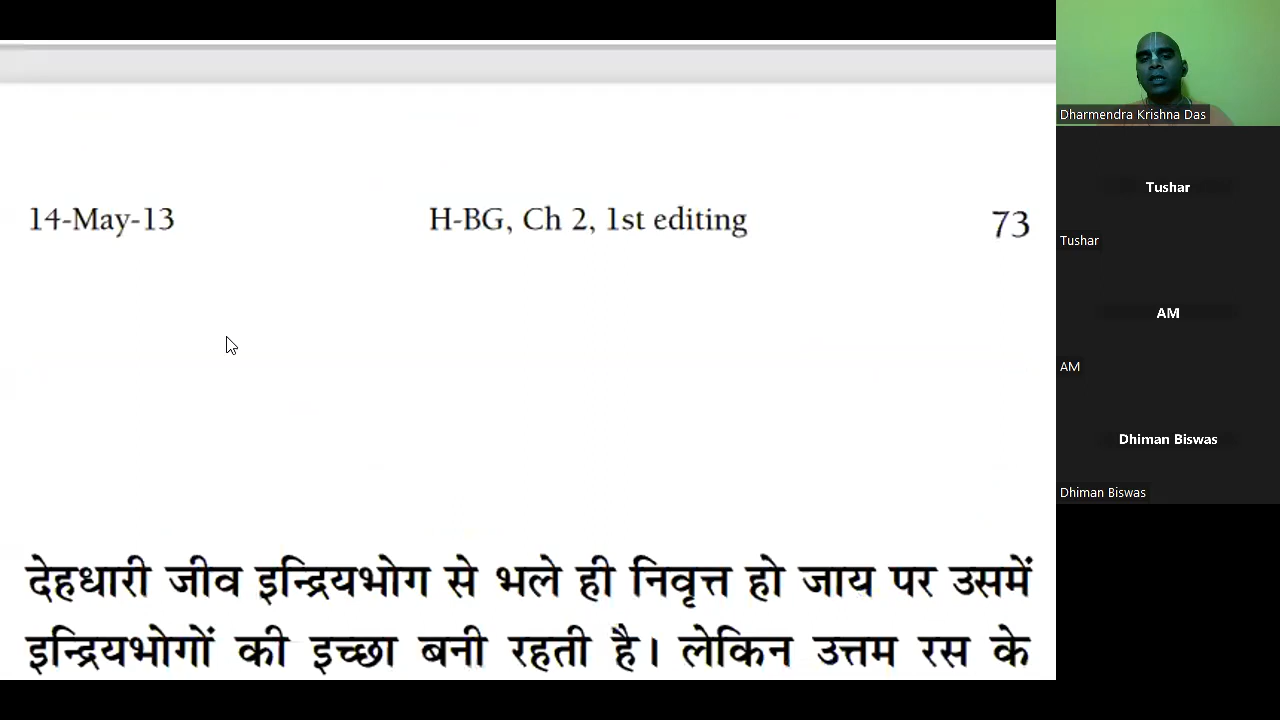 14-May-13 H-BG, Ch 2, 1st editing 73
देहधारी जीव इन्द्रियभोग से भले ही निवृत्त हो जाय पर उसमें
इन्द्रियभोगों की इच्छा बनी रहती है। लेकिन उत्तम रस के
Dharmendra Krishna Das
Tushar
Tushar
AM
AM
Dhiman Biswas
Dhiman Biswas